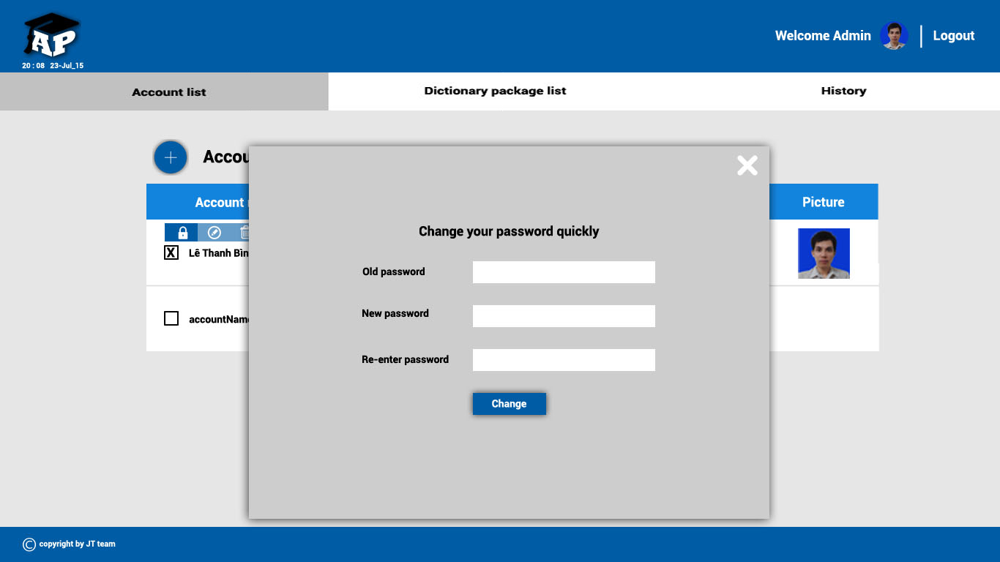 AP
20 : 08 23-Jul_15
Welcome Admin
Logout
Account list
Dictionary package list
History
Accou
Account
Picture
X Lê Thanh Bìn
accountName
Change your password quickly
Old password
New password
Re-enter password
Change
© copyright by JT team